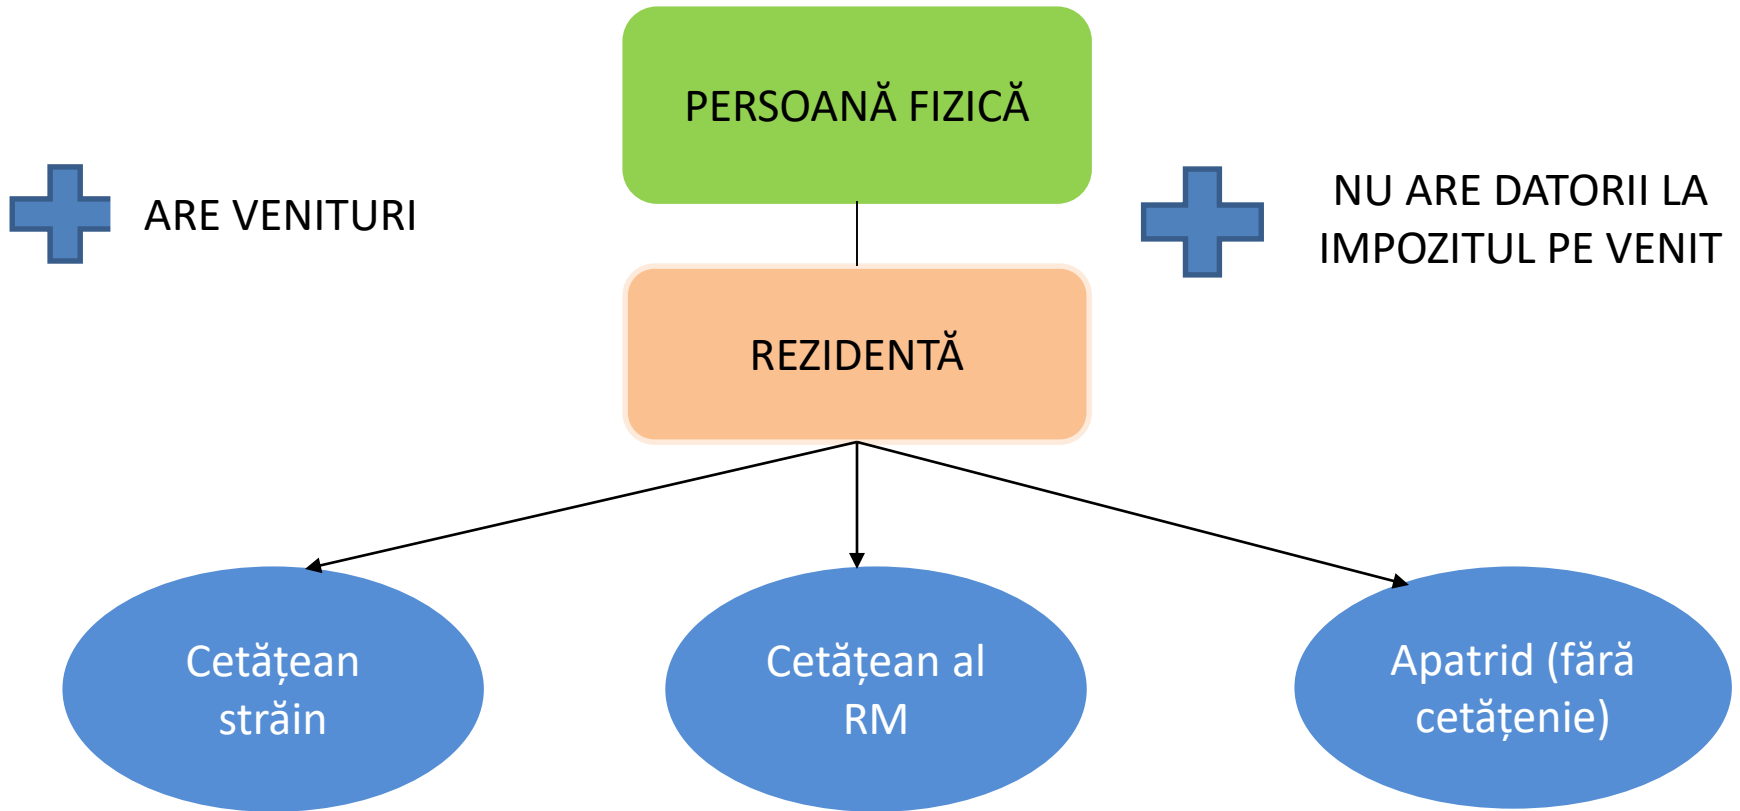 PERSOANĂ FIZICĂ
ARE VENITURI
NU ARE DATORII LA
IMPOZITUL PE VENIT
REZIDENTĂ
Cetățean
străin
Cetățean al
RM
Apatrid (fără
cetățenie)